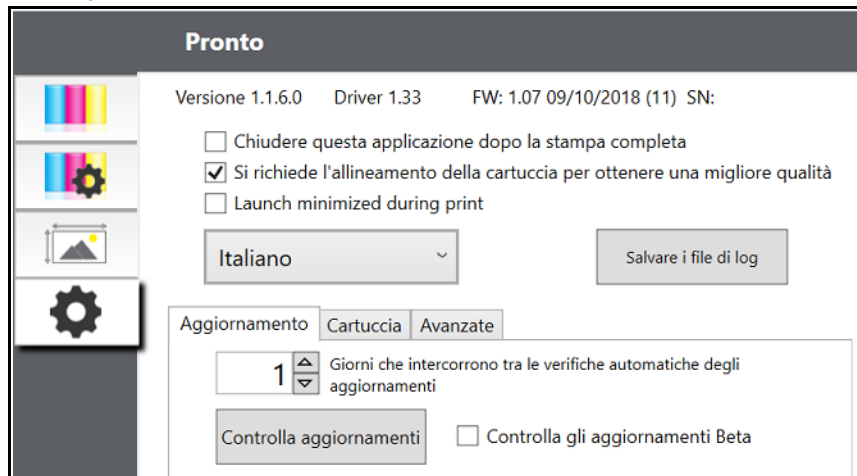 Pronto
Versione 1.1.6.0 Driver 1.33 FW: 1.07 09/10/2018 (11) SN:
Chiudere questa applicazione dopo la stampa completa
Si richiede l'allineamento della cartuccia per ottenere una migliore qualità
Launch minimized during print
Italiano
Salvare i file di log
Aggiornamento Cartuccia Avanzate
1 Giorni che intercorrono tra le verifiche automatiche degli
aggiornamenti
Controlla aggiornamenti Controlla gli aggiornamenti Beta